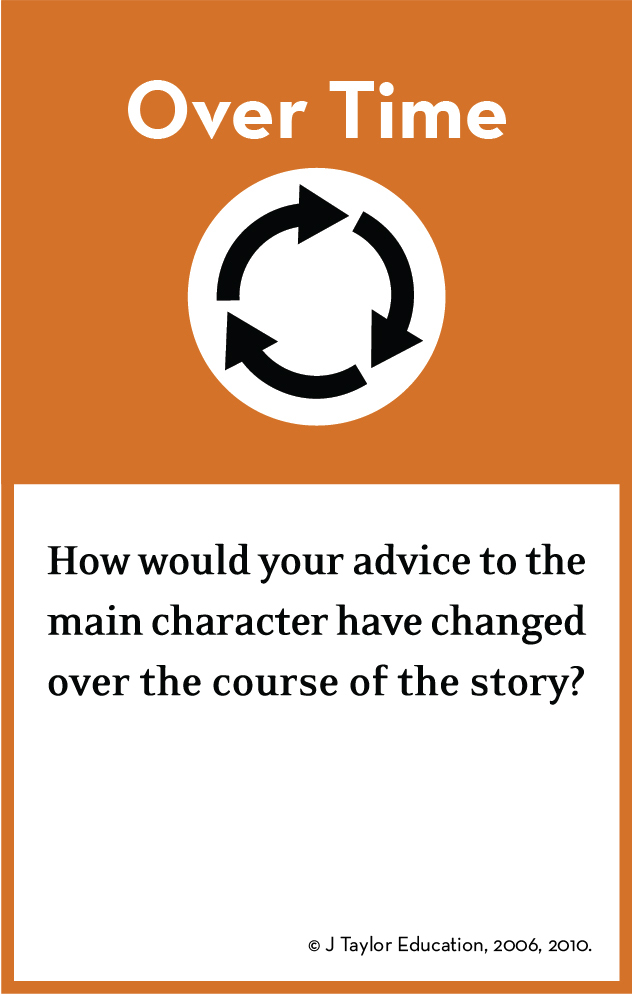 Over Time
How would your advice to the
main character have changed
over the course of the story?
© J Taylor Education, 2006, 2010.